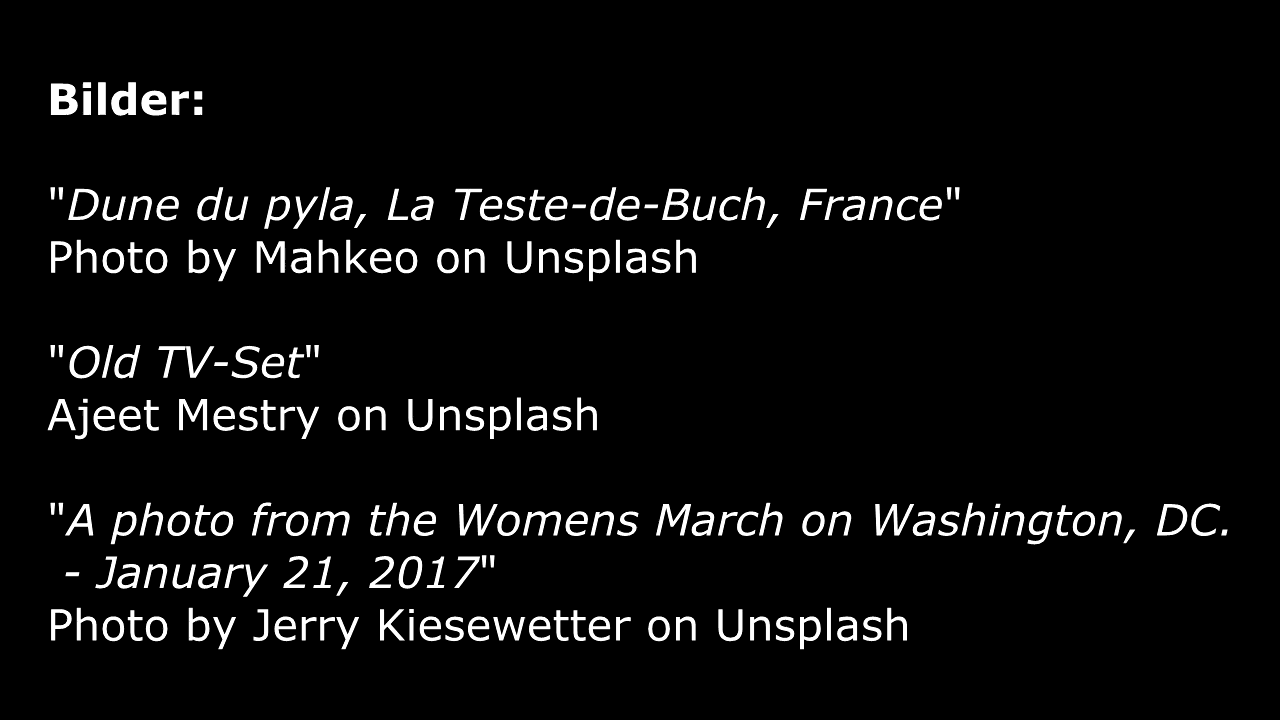 Bilder:
"Dune du pyla, La Teste-de-Buch, France"
Photo by Mahkeo on Unsplash
"Old TV-Set"
Ajeet Mestry on Unsplash
"A photo from the Womens March on Washington, DC.
- January 21, 2017"
Photo by Jerry Kiesewetter on Unsplash